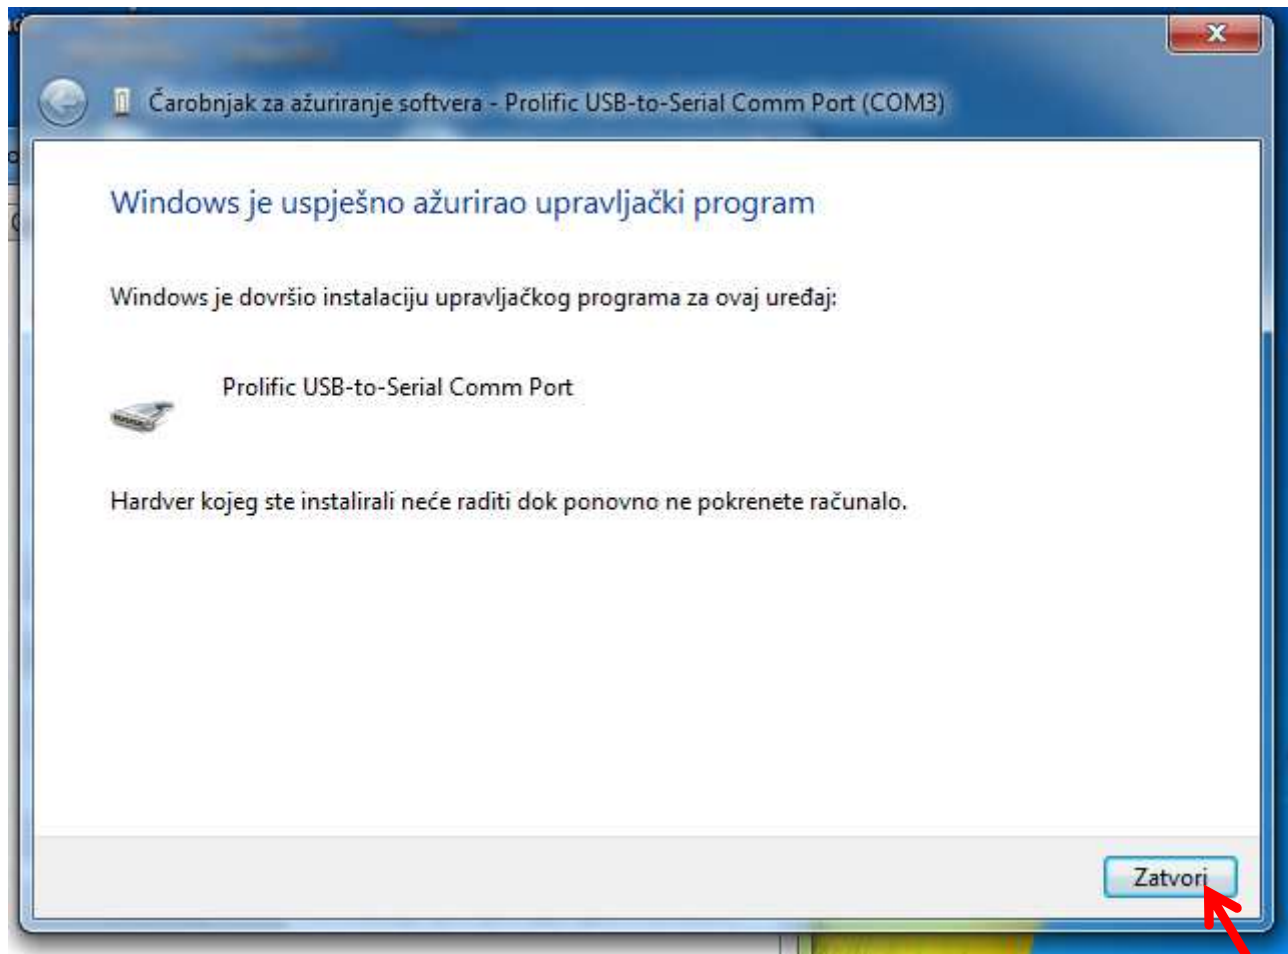 Čarobnjak za ažuriranje softvera - Prolific USB-to-Serial Comm Port (COM3)
Windows je uspješno ažurirao upravljački program
Windows je dovršio instalaciju upravljačkog programa za ovaj uređaj:
Prolific USB-to-Serial Comm Port
Hardver kojeg ste instalirali neće raditi dok ponovno ne pokrenete računalo.
Zatvori